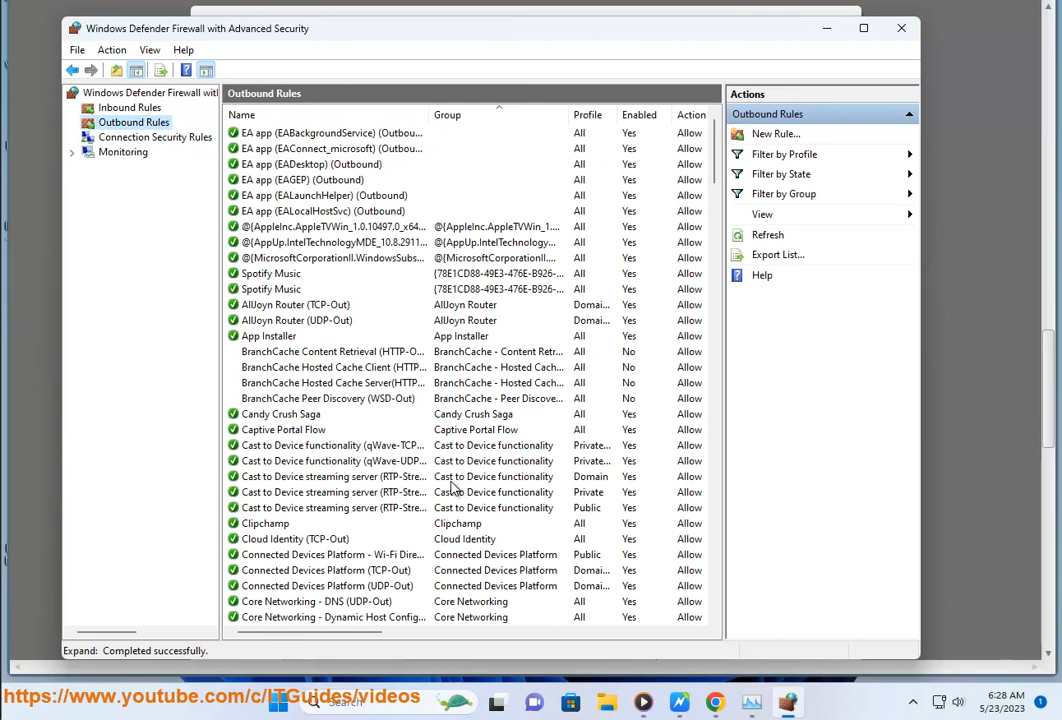 Windows Defender Firewall with Advanced Security
File Action View Help
Windows Defender Firewall witl
Inbound Rules
Outbound Rules
Connection Security Rules
Monitoring
Outbound Rules
Name Group Profile Enabled Action
EA app (EABackgroundService) (Outbou... All Yes Allow
EA app (EAConnect_microsoft) (Outbou... All Yes Allow
EA app (EADesktop) (Outbound) All Yes Allow
EA app (EAGEP) (Outbound) All Yes Allow
EA app (EALaunchHelper) (Outbound) All Yes Allow
EA app (EALocalHostSvc) (Outbound) All Yes Allow
@{AppleInc.AppleTVWin_1.0.10497.0_x64... @{AppleInc.AppleTVWin_1.... All Yes Allow
@{AppUp.IntelTechnologyMDE_10.8.2911... @{AppUp.IntelTechnology... All Yes Allow
@{MicrosoftCorporationII.WindowsSubs... @{MicrosoftCorporationII.... All Yes Allow
Spotify Music {78E1CD88-49E3-476E-B926-... All Yes Allow
Spotify Music {78E1CD88-49E3-476E-B926-... All Yes Allow
AllJoyn Router (TCP-Out) AllJoyn Router Domai... Yes Allow
AllJoyn Router (UDP-Out) AllJoyn Router Domai... Yes Allow
App Installer App Installer All Yes Allow
BranchCache Content Retrieval (HTTP-O... BranchCache - Content Retr... All No Allow
BranchCache Hosted Cache Client (HTTP... BranchCache - Hosted Cach... All No Allow
BranchCache Hosted Cache Server(HTTP... BranchCache - Hosted Cach... All No Allow
BranchCache Peer Discovery (WSD-Out) BranchCache - Peer Discove... All No Allow
Candy Crush Saga Candy Crush Saga All Yes Allow
Captive Portal Flow Captive Portal Flow All Yes Allow
Cast to Device functionality (qWave-TCP... Cast to Device functionality Private... Yes Allow
Cast to Device functionality (qWave-UDP... Cast to Device functionality Private... Yes Allow
Cast to Device streaming server (RTP-Stre... Cast to Device functionality Domain Yes Allow
Cast to Device streaming server (RTP-Stre... Cast to Device functionality Private Yes Allow
Cast to Device streaming server (RTP-Stre... Cast to Device functionality Public Yes Allow
Clipchamp Clipchamp All Yes Allow
Cloud Identity (TCP-Out) Cloud Identity All Yes Allow
Connected Devices Platform - Wi-Fi Dire... Connected Devices Platform Public Yes Allow
Connected Devices Platform (TCP-Out) Connected Devices Platform Domai... Yes Allow
Connected Devices Platform (UDP-Out) Connected Devices Platform Domai... Yes Allow
Core Networking - DNS (UDP-Out) Core Networking All Yes Allow
Core Networking - Dynamic Host Config... Core Networking All Yes Allow
Actions
Outbound Rules
New Rule...
Filter by Profile
Filter by State
Filter by Group
View
Refresh
Export List...
Help
Expand: Completed successfully.
https://www.youtube.com/c/ITGuides/videos
Search
6:28 AM
5/23/2023
1